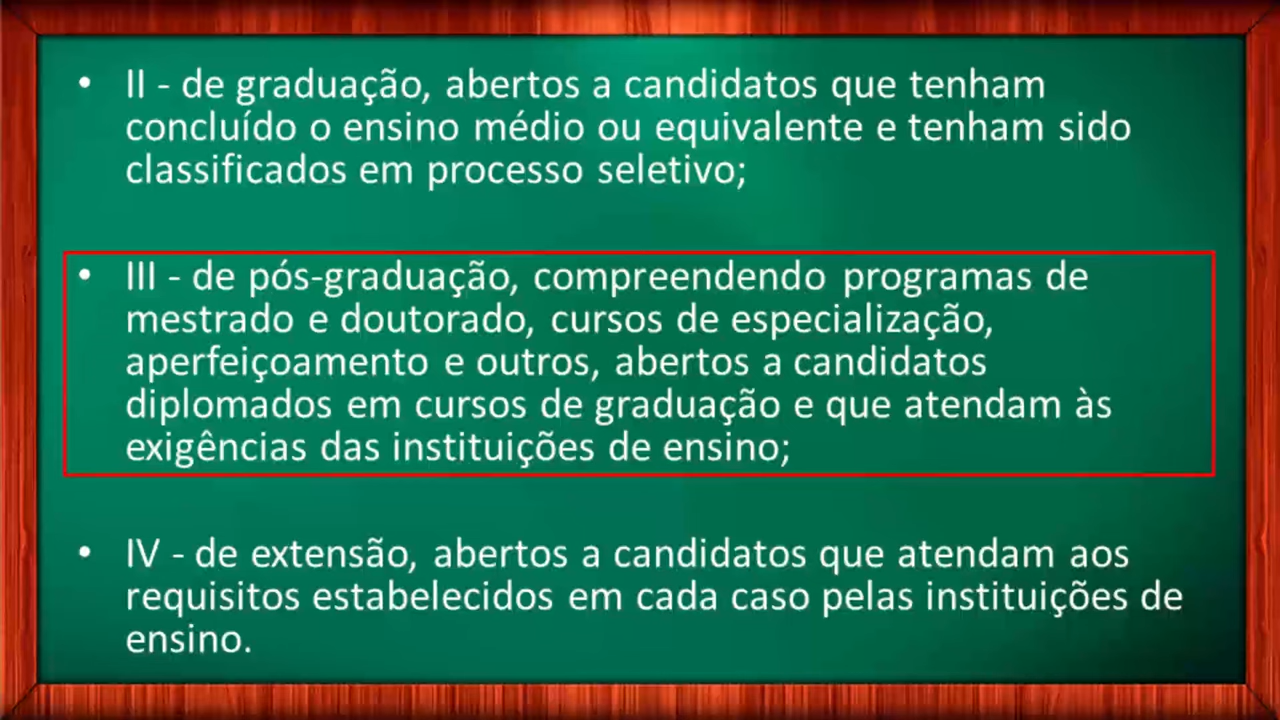 • II - de graduação, abertos a candidatos que tenham
concluído o ensino médio ou equivalente e tenham sido
classificados em processo seletivo;
• III - de pós-graduação, compreendendo programas de
mestrado e doutorado, cursos de especialização,
aperfeiçoamento e outros, abertos a candidatos
diplomados em cursos de graduação e que atendam às
exigências das instituições de ensino;
• IV - de extensão, abertos a candidatos que atendam aos
requisitos estabelecidos em cada caso pelas instituições de
ensino.